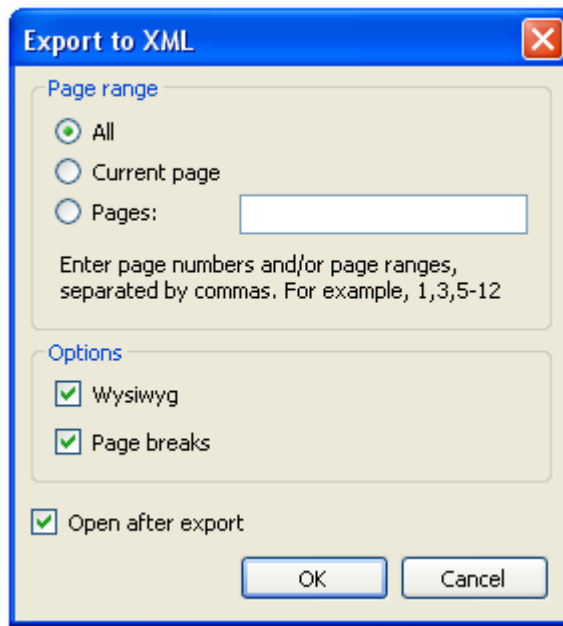 Export to XML
Page range
All
Current page
Pages:
Enter page numbers and/or page ranges,
separated by commas. For example, 1,3,5-12
Options
Wysiwyg
Page breaks
Open after export
OK Cancel